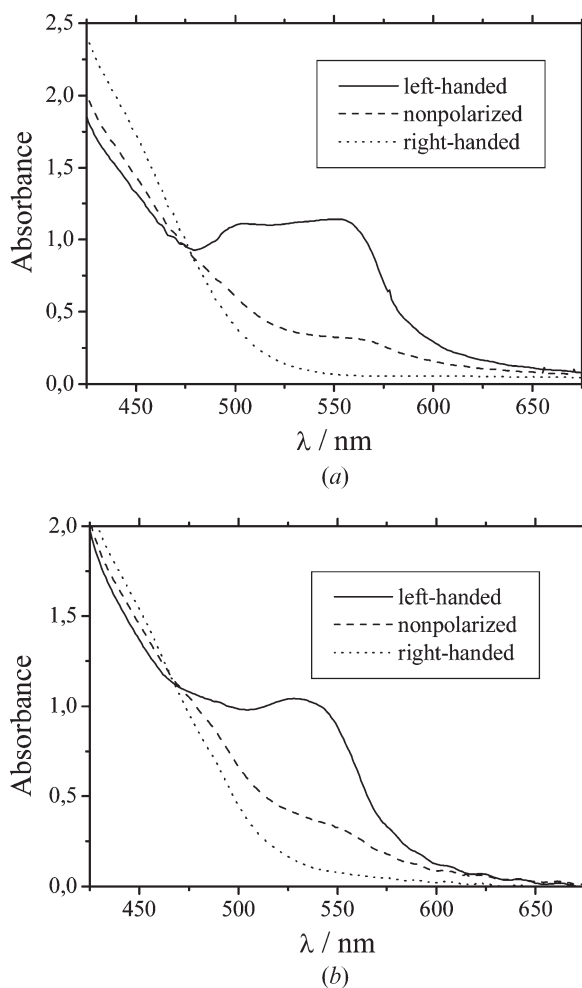 2,5
2,0
1,5
1,0
0,5
0,0
Absorbance
left-handed
nonpolarized
right-handed
450 500 550 600 650
λ / nm
(a)
2,0
1,5
1,0
0,5
0,0
Absorbance
left-handed
nonpolarized
right-handed
450 500 550 600 650
λ / nm
(b)